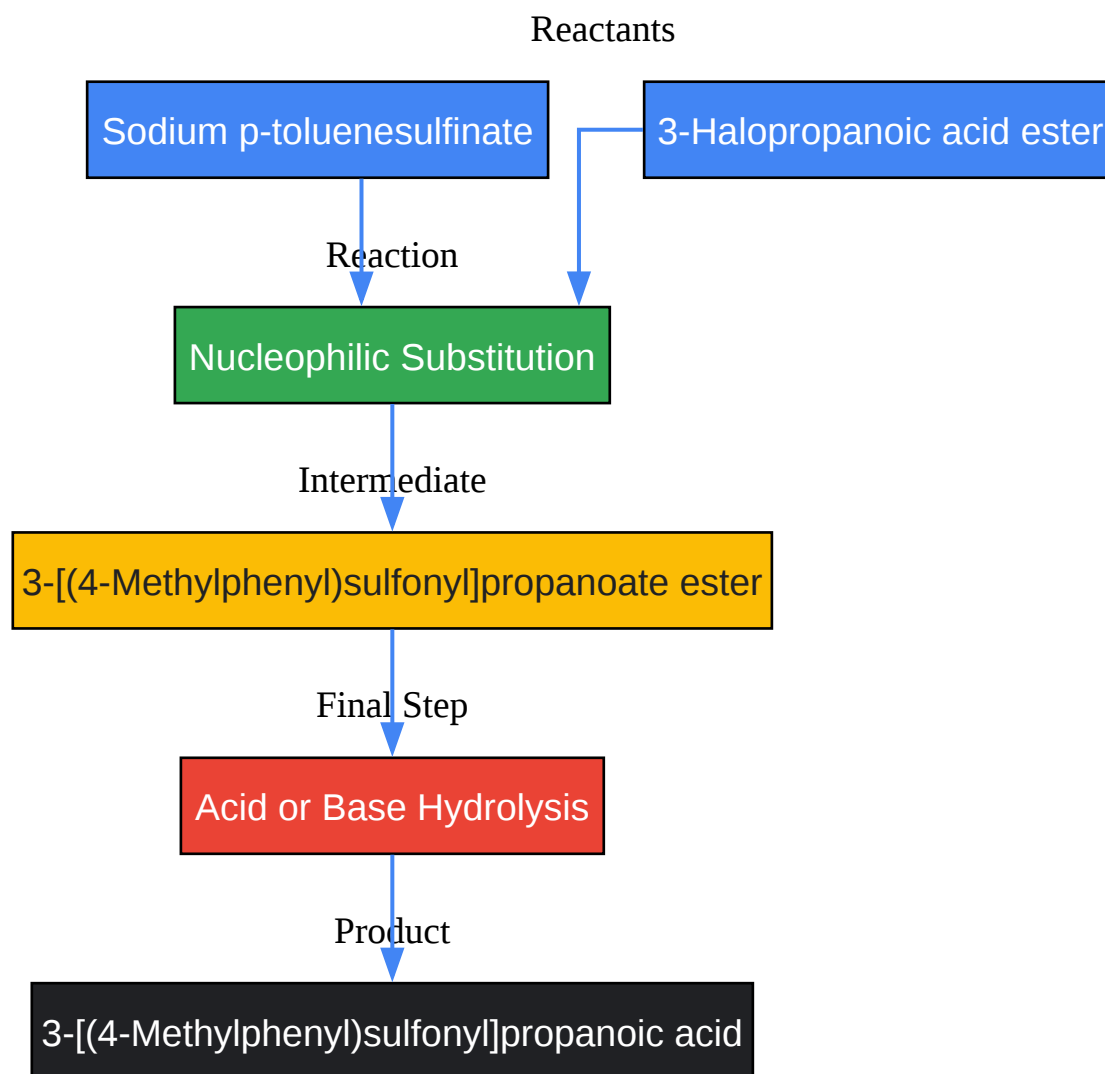 Reactants
Sodium p-toluenesulfinate
3-Halopropanoic acid ester
Reaction
Nucleophilic Substitution
Intermediate
3-[(4-Methylphenyl)sulfonyl]propanoate ester
Final Step
Acid or Base Hydrolysis
Product
3-[(4-Methylphenyl)sulfonyl]propanoic acid